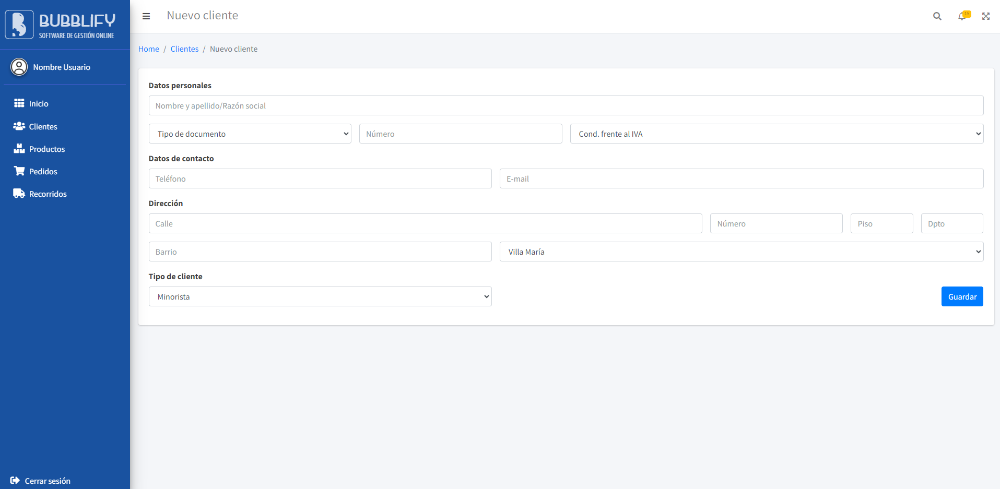 BUBBLIFY
SOFTWARE DE GESTIÓN ONLINE
Nombre Usuario
Inicio
Clientes
Productos
Pedidos
Recorridos
Cerrar sesión
Nuevo cliente
15
Home / Clientes / Nuevo cliente
Datos personales
Nombre y apellido/Razón social
Tipo de documento Número Cond. frente al IVA
Datos de contacto
Teléfono E-mail
Dirección
Calle Número Piso Dpto
Barrio Villa María
Tipo de cliente
Minorista Guardar